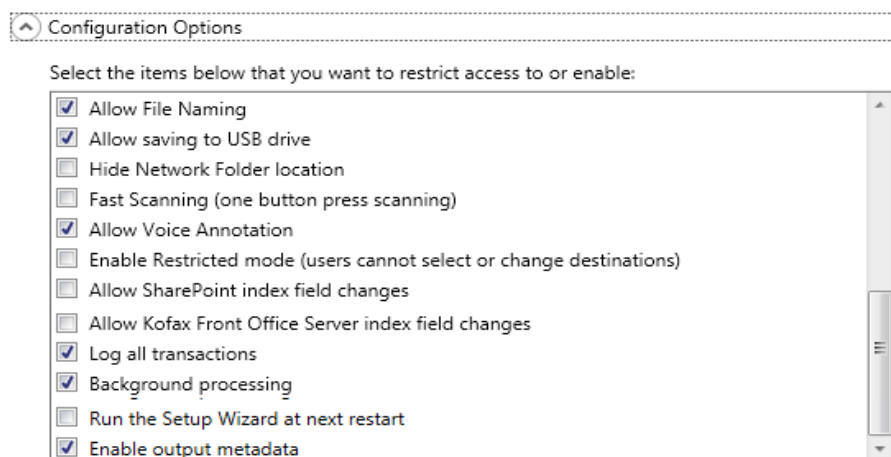 Configuration Options
Select the items below that you want to restrict access to or enable:
Allow File Naming
Allow saving to USB drive
Hide Network Folder location
Fast Scanning (one button press scanning)
Allow Voice Annotation
Enable Restricted mode (users cannot select or change destinations)
Allow SharePoint index field changes
Allow Kofax Front Office Server index field changes
Log all transactions
Background processing
Run the Setup Wizard at next restart
Enable output metadata